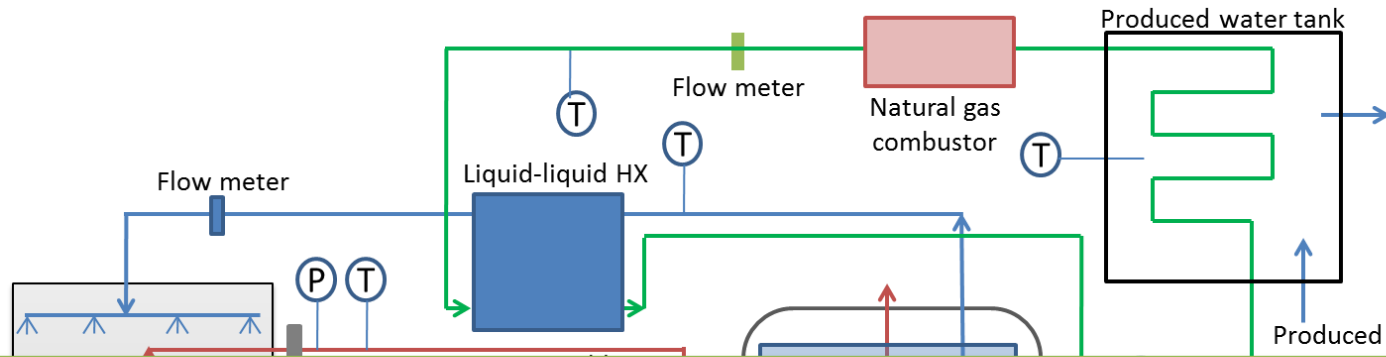 Produced water tank
Flow meter
T
Natural gas
combustor
T
T
Liquid-liquid HX
Flow meter
P
T
Produced